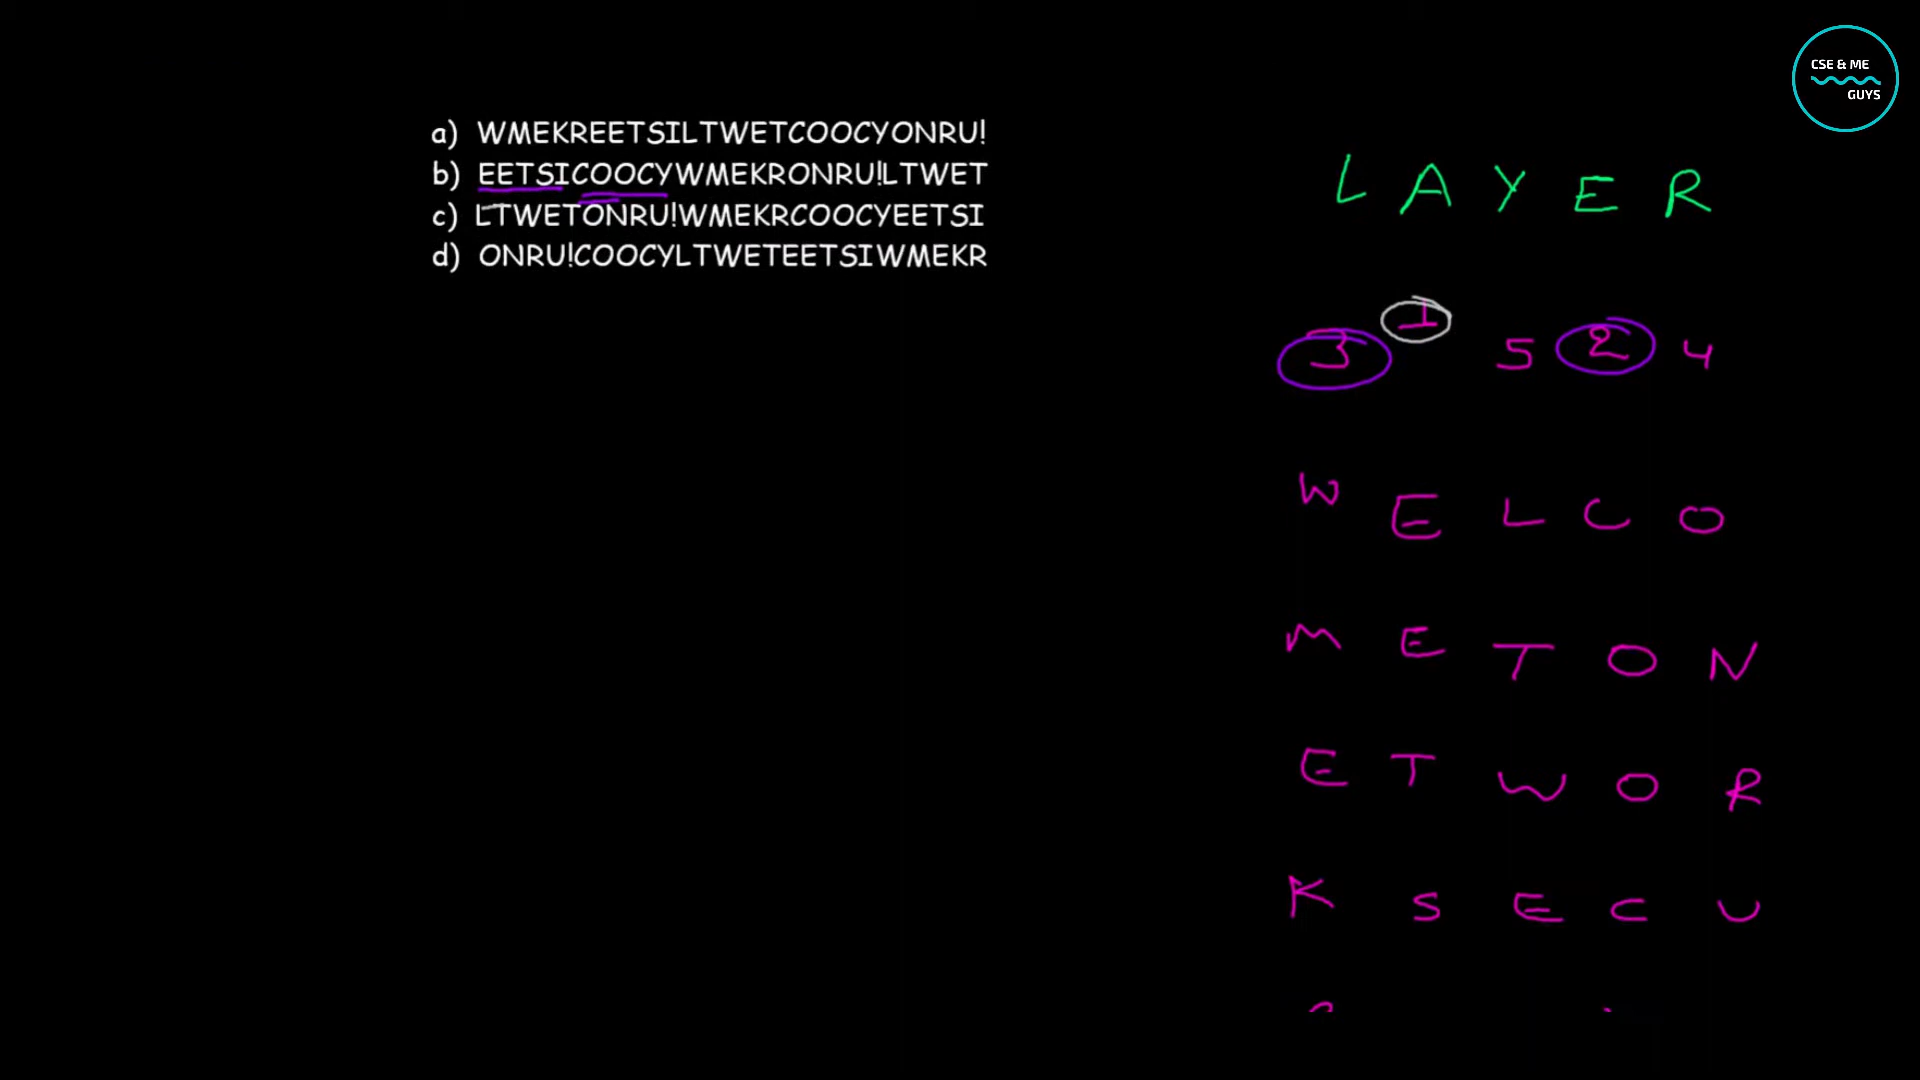 CSE & ME
GUYS
a) WMEKREETSILTWETCOOCYONRU!
b) EETSICOOCYWMEKRONRU!LTWET
c) LTWETONRU!WMEKRCOOCYEETSI
d) ONRU!COOCYLTWETEETSIWMEKR
L A Y E R
3 1 5 2 4
W E L C O
M E T O N
E T W O R
K S E C U